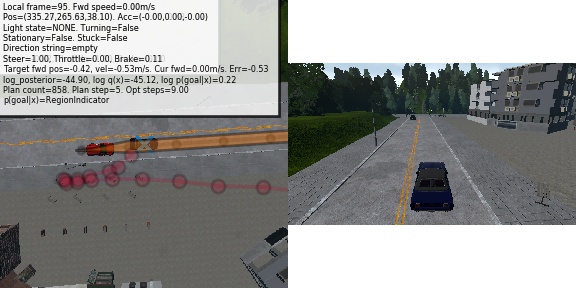 Local frame=95. Fwd speed=0.00m/s
Pos=(335.27,265.63,38.10). Acc=(-0.00,0.00,-0.00)
Light state=NONE. Turning=False
Stationary=False. Stuck=False
Direction string=empty
Steer=1.00, Throttle=0.00, Brake=0.11
Target fwd pos=-0.42, vel=-0.53m/s. Cur fwd=0.00m/s. Err=-0.53
log_posterior=-44.90, log q(x)=-45.12, log p(goal|x)=0.22
Plan count=858. Plan step=5. Opt steps=9.00
p(goal|x)=RegionIndicator